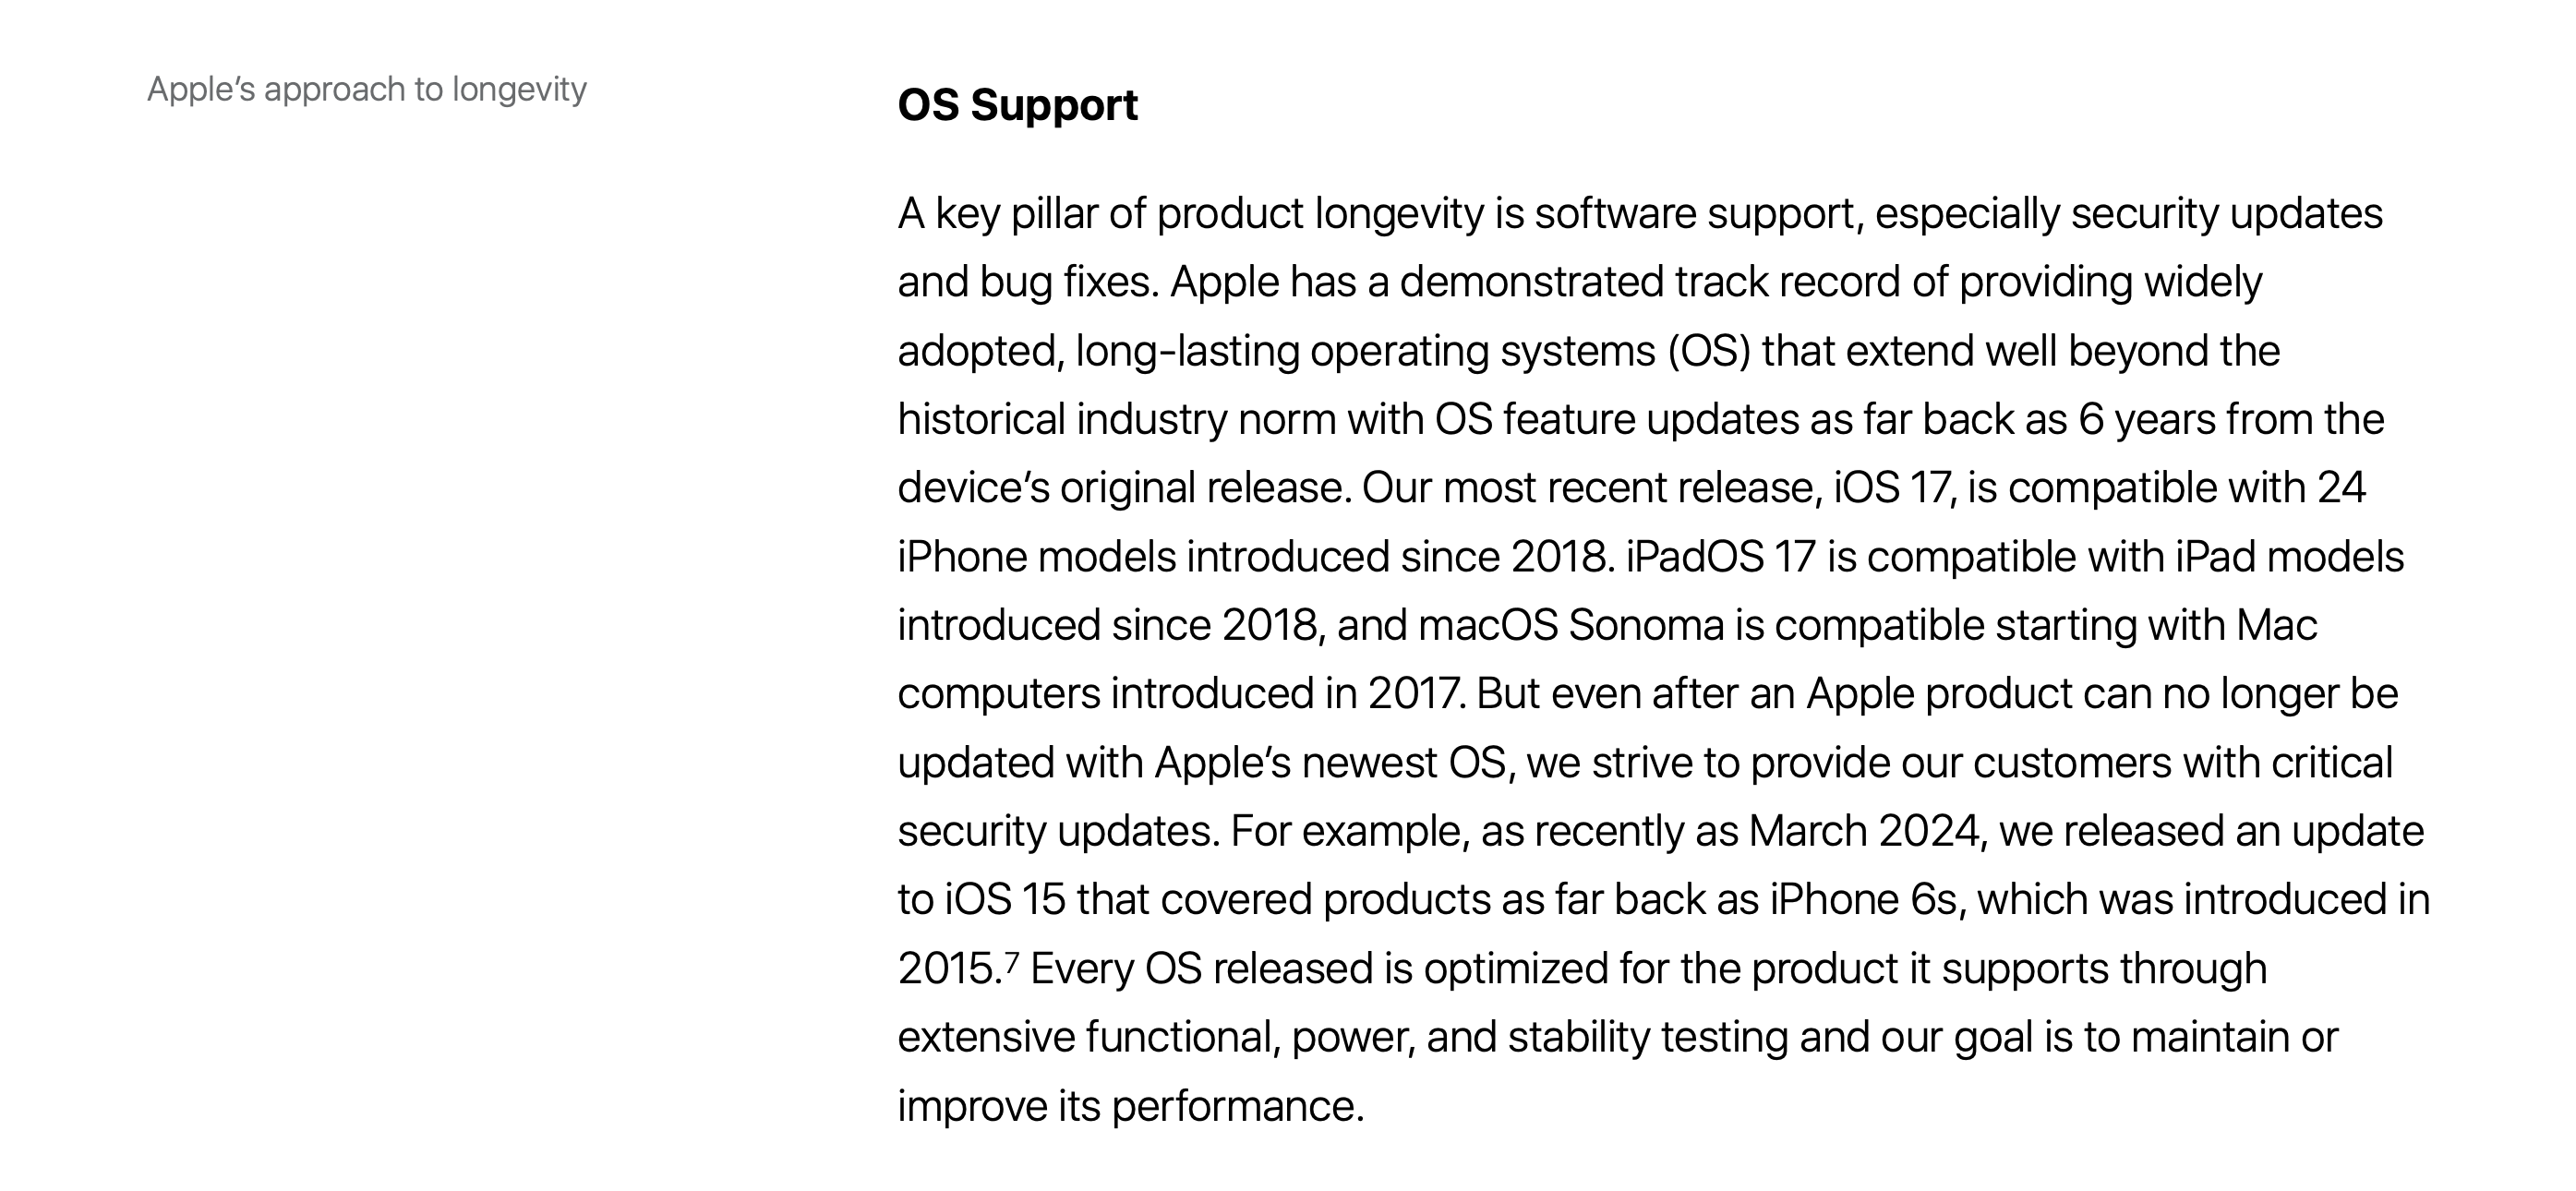 Apple’s approach to longevity
OS Support
A key pillar of product longevity is software support, especially security updates
and bug fixes. Apple has a demonstrated track record of providing widely
adopted, long-lasting operating systems (OS) that extend well beyond the
historical industry norm with OS feature updates as far back as 6 years from the
device’s original release. Our most recent release, iOS 17, is compatible with 24
iPhone models introduced since 2018. iPadOS 17 is compatible with iPad models
introduced since 2018, and macOS Sonoma is compatible starting with Mac
computers introduced in 2017. But even after an Apple product can no longer be
updated with Apple’s newest OS, we strive to provide our customers with critical
security updates. For example, as recently as March 2024, we released an update
to iOS 15 that covered products as far back as iPhone 6s, which was introduced in
2015.⁷ Every OS released is optimized for the product it supports through
extensive functional, power, and stability testing and our goal is to maintain or
improve its performance.